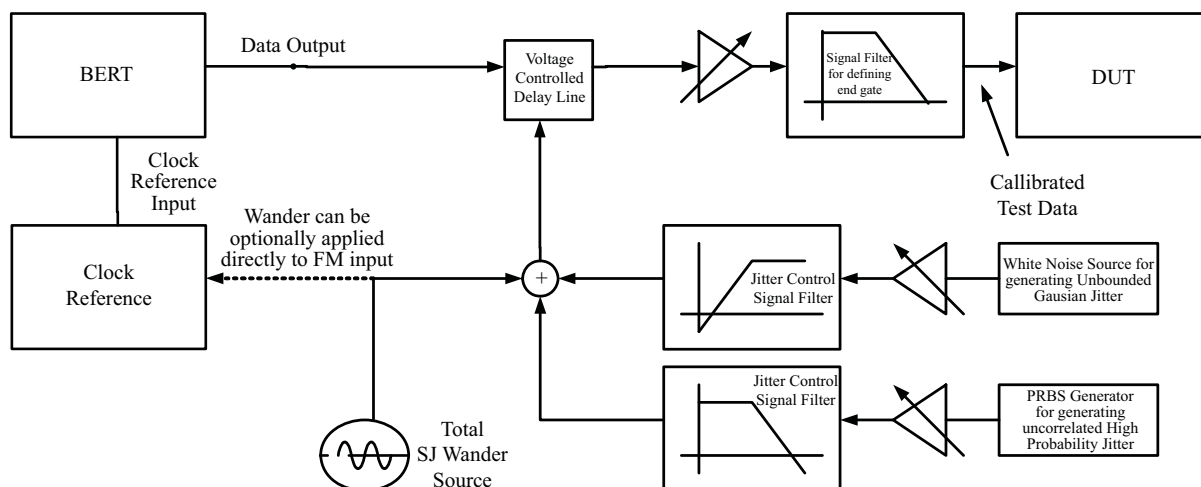 BERT
Data Output
Voltage
Controlled
Delay Line
Signal Filter
for defining
end gate
DUT
Clock
Reference
Input
Callibrated
Test Data
Wander can be
optionally applied
directly to FM input
Clock
Reference
+
Jitter Control
Signal Filter
White Noise Source for
generating Unbounded
Gausian Jitter
Jitter Control
Signal Filter
PRBS Generator
for generating
uncorrelated High
Probability Jitter
Total
SJ Wander
Source